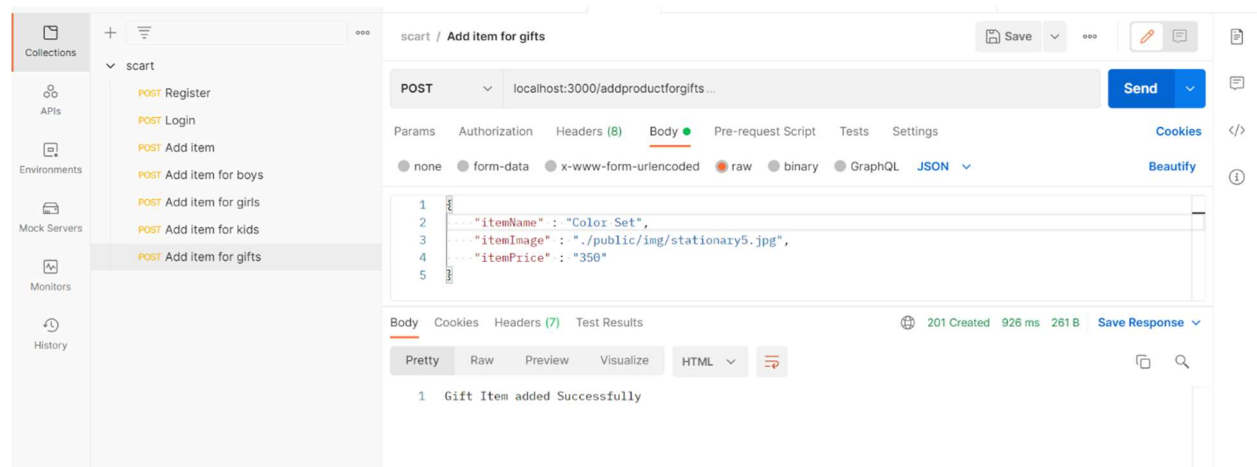 Collections
APIs
Environments
Mock Servers
Monitors
History
scart
POST Register
POST Login
POST Add item
POST Add item for boys
POST Add item for girls
POST Add item for kids
POST Add item for gifts
scart / Add item for gifts
Save
POST localhost:3000/addproductforgifts ...
Send
Params Authorization Headers (8) Body Pre-request Script Tests Settings Cookies
none form-data x-www-form-urlencoded raw binary GraphQL JSON Beautify
1 {
2 "itemName" : "Color Set",
3 "itemImage" : "./public/img/stationary5.jpg",
4 "itemPrice" : "350"
5 }
Body Cookies Headers (7) Test Results 201 Created 926 ms 261 B Save Response
Pretty Raw Preview Visualize HTML
1 Gift Item added Successfully